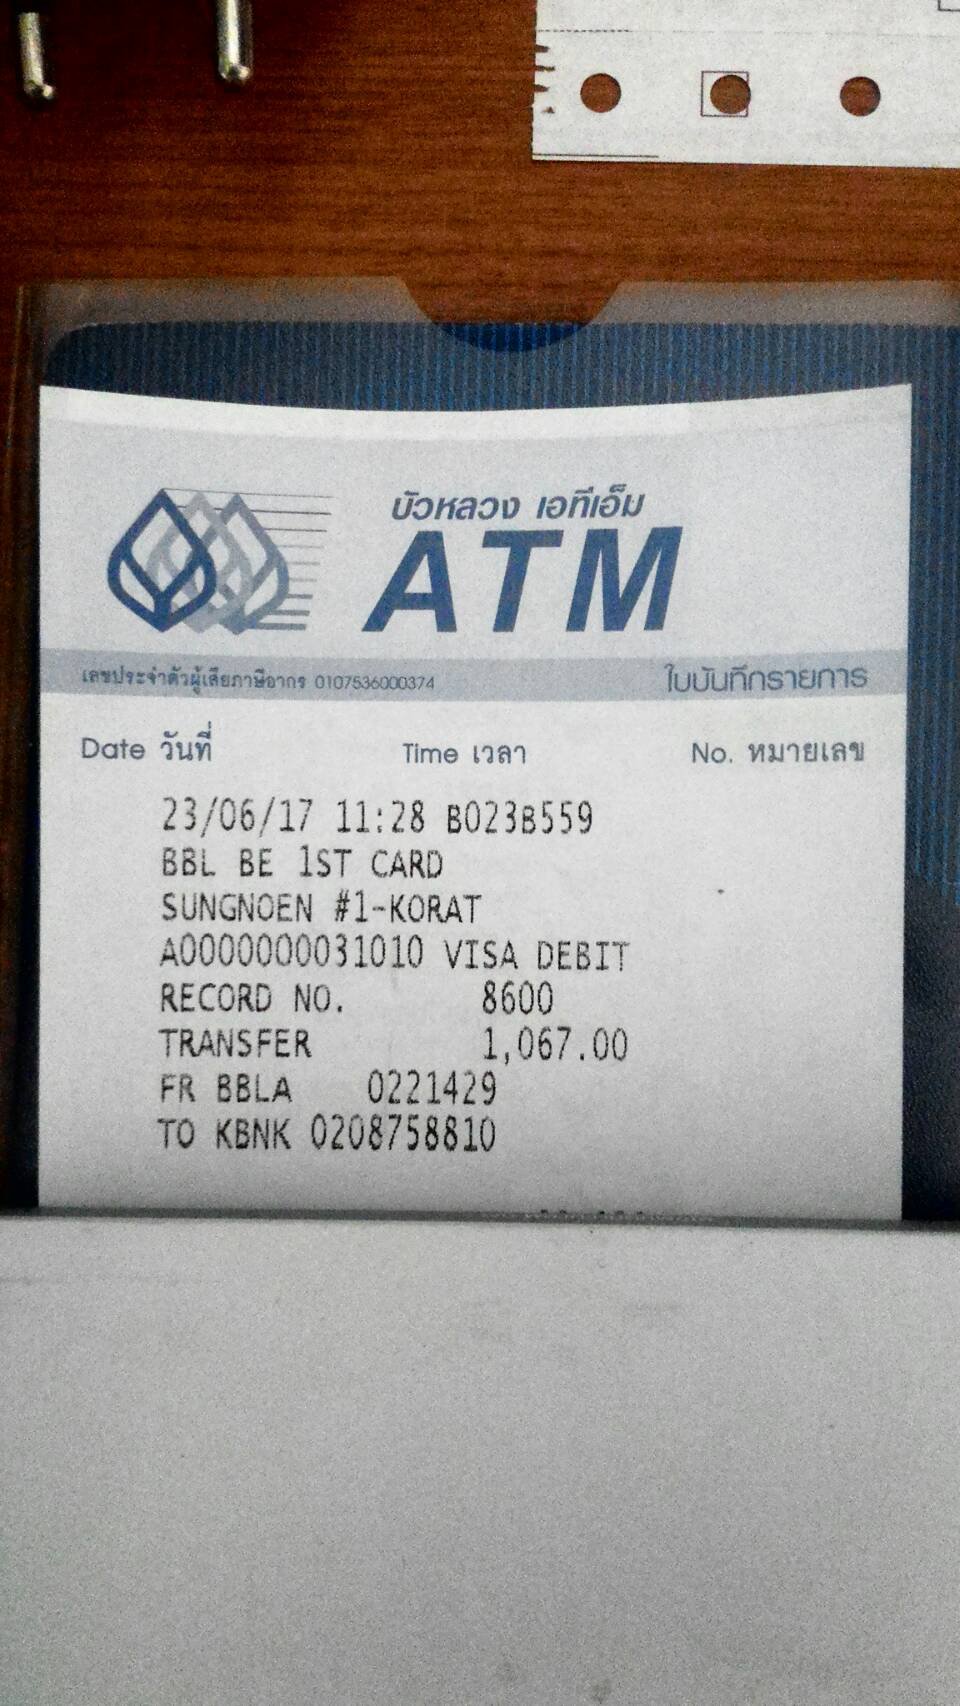 บัวหลวง เอทีเอ็ม
ATM
เลขประจำตัวผู้เสียภาษีอากร 0107536000374 ใบบันทึกรายการ
Date วันที่ Time เวลา No. หมายเลข
23/06/17 11:28 B023B559
BBL BE 1ST CARD
SUNGNOEN #1-KORAT
A0000000031010 VISA DEBIT
RECORD NO. 8600
TRANSFER 1,067.00
FR BBLA 0221429
TO KBNK 0208758810